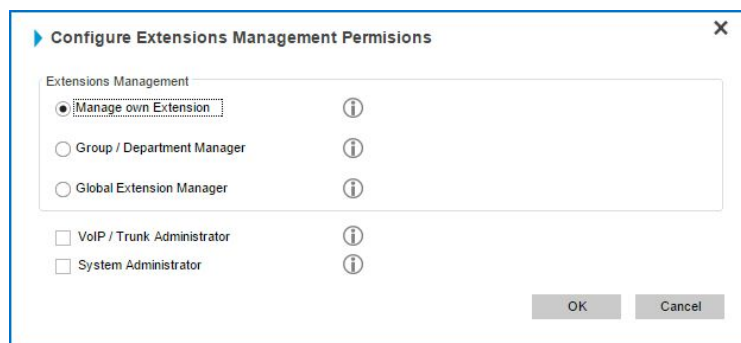 Configure Extensions Management Permisions
Extensions Management
Manage own Extension
Group / Department Manager
Global Extension Manager
VoIP / Trunk Administrator
System Administrator
OK Cancel